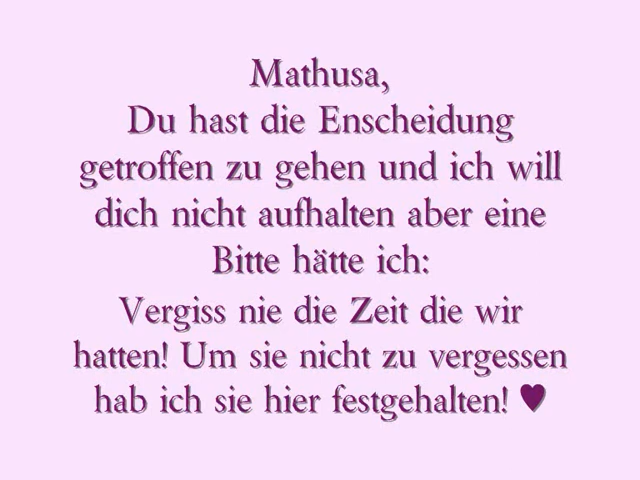 Mathusa,
Du hast die Enscheidung
getroffen zu gehen und ich will
dich nicht aufhalten aber eine
Bitte hätte ich:
Vergiss nie die Zeit die wir
hatten! Um sie nicht zu vergessen
hab ich sie hier festgehalten! ♥